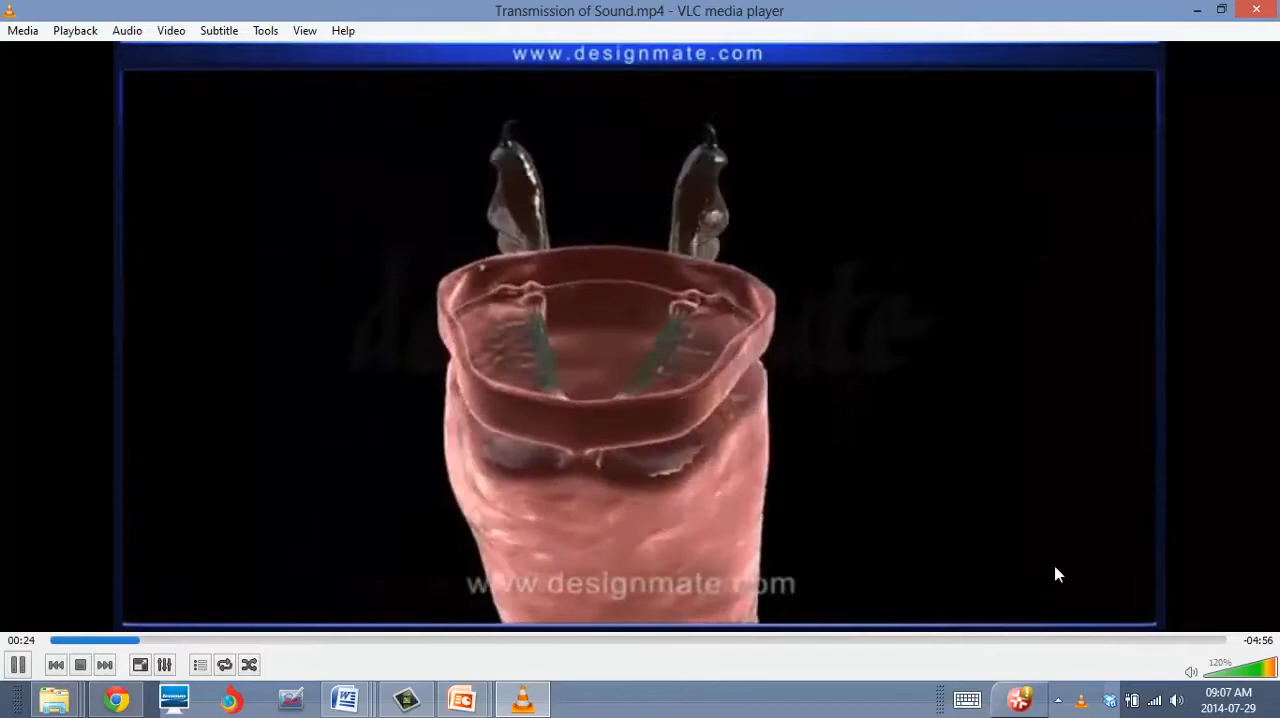 Transmission of Sound.mp4 - VLC media player
Media Playback Audio Video Subtitle Tools View Help
www.designmate.com
designmate
www.designmate.com
00:24
-04:56
120%
09:07 AM
2014-07-29